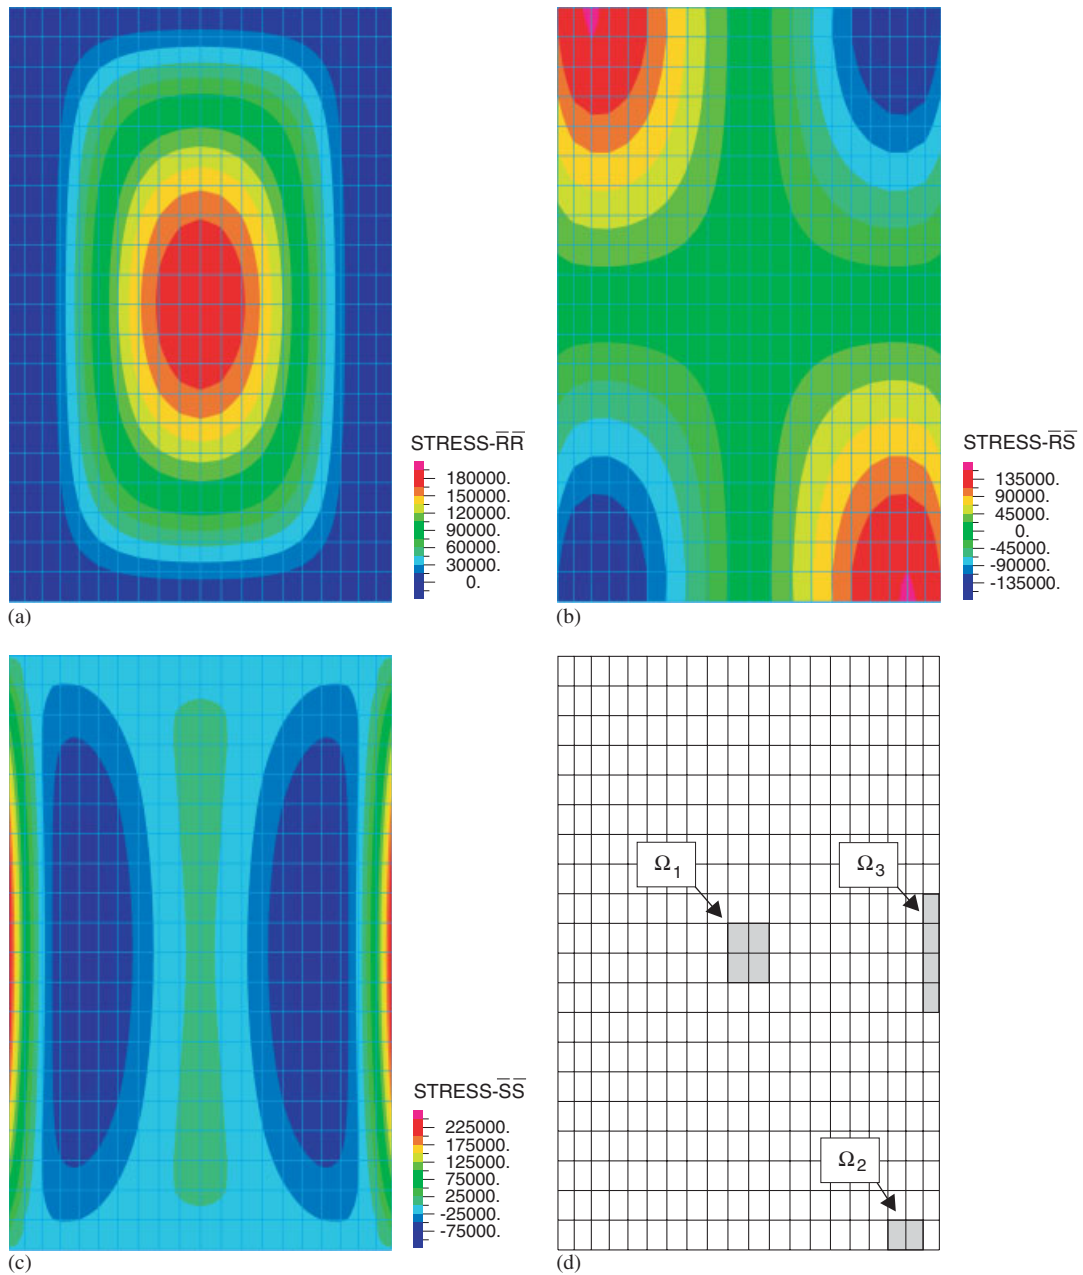 STRESS-R̅R̅
180000.
150000.
120000.
90000.
60000.
30000.
0.
(a)
STRESS-R̅S̅
135000.
90000.
45000.
0.
-45000.
-90000.
-135000.
(b)
STRESS-S̅S̅
225000.
175000.
125000.
75000.
25000.
-25000.
-75000.
(c)
Ω1
Ω3
Ω2
(d)